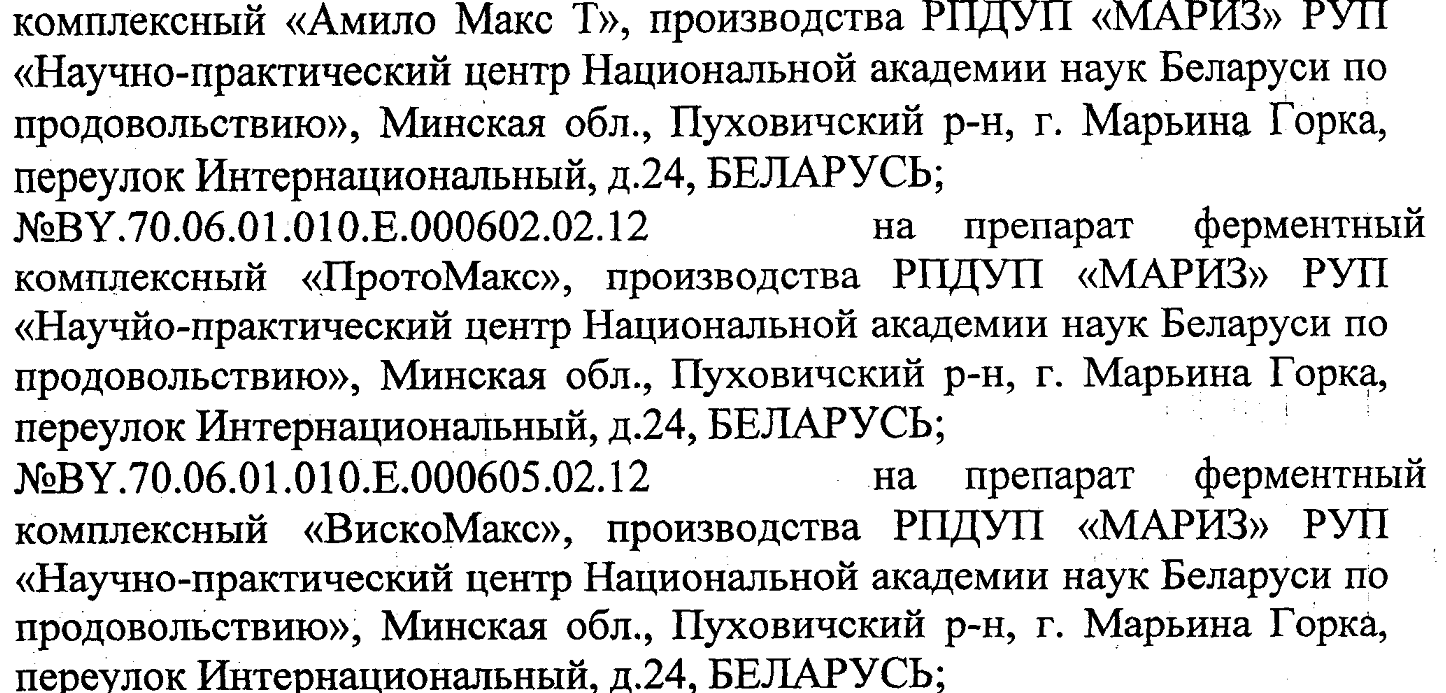 комплексный «Амило Макс Т», производства РПДУП «МАРИЗ» РУП
«Научно-практический центр Национальной академии наук Беларуси по
продовольствию», Минская обл., Пуховичский р-н, г. Марьина Горка,
переулок Интернациональный, д.24, БЕЛАРУСЬ;
№BY.70.06.01.010.Е.000602.02.12 на препарат ферментный
комплексный «ПротоМакс», производства РПДУП «МАРИЗ» РУП
«Научно-практический центр Национальной академии наук Беларуси по
продовольствию», Минская обл., Пуховичский р-н, г. Марьина Горка,
переулок Интернациональный, д.24, БЕЛАРУСЬ;
№BY.70.06.01.010.Е.000605.02.12 на препарат ферментный
комплексный «ВискоМакс», производства РПДУП «МАРИЗ» РУП
«Научно-практический центр Национальной академии наук Беларуси по
продовольствию», Минская обл., Пуховичский р-н, г. Марьина Горка,
переулок Интернациональный, д.24, БЕЛАРУСЬ;